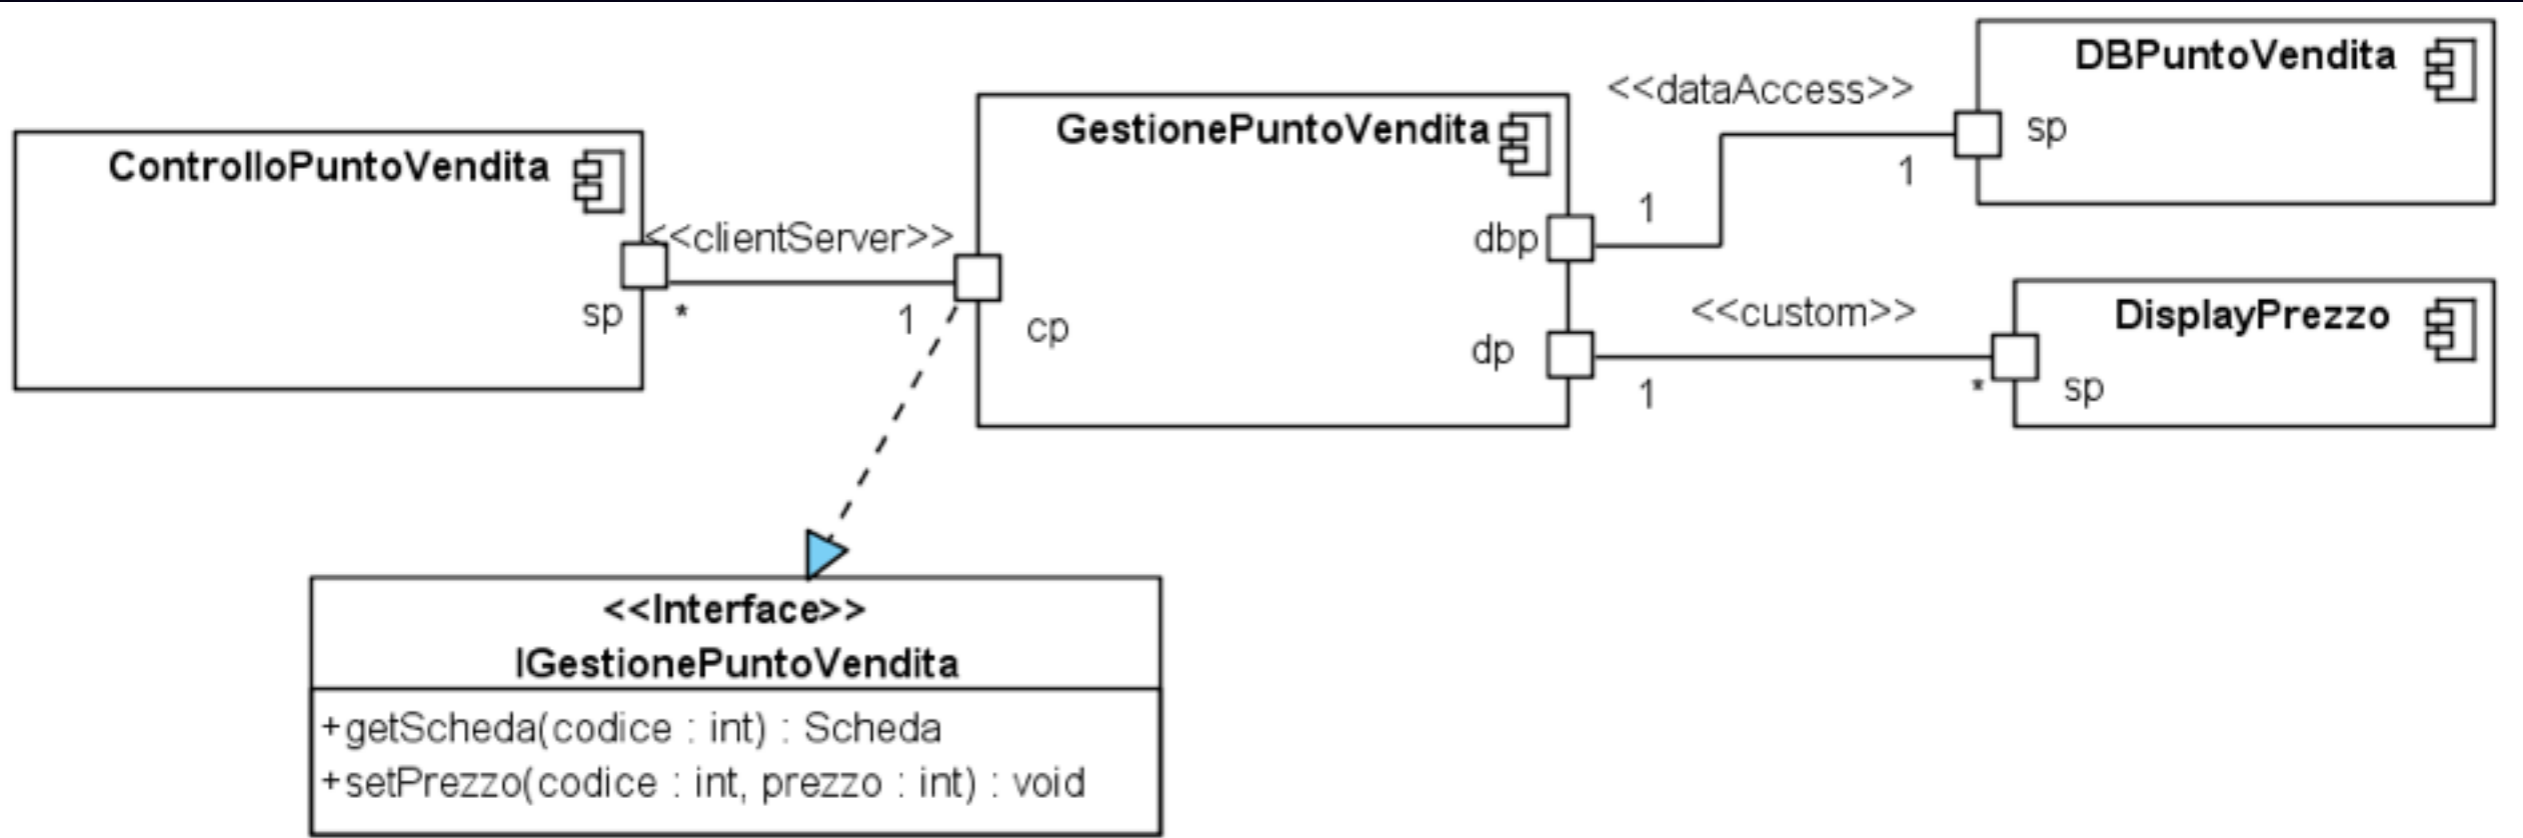 ControlloPuntoVendita
sp
<<clientServer>>
*
1
GestionePuntoVendita
cp
dbp
dp
<<dataAccess>>
1
1
DBPuntoVendita
sp
<<custom>>
1
*
DisplayPrezzo
sp
<<Interface>>
IGestionePuntoVendita
+getScheda(codice : int) : Scheda
+setPrezzo(codice : int, prezzo : int) : void